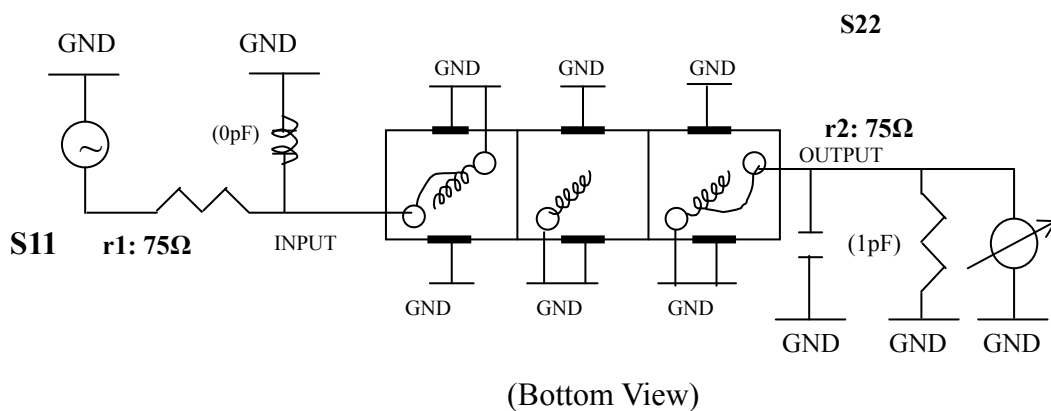 S22
GND
GND
GND
GND
GND
(0pF)
r2: 75Ω
OUTPUT
S11
r1: 75Ω
INPUT
(1pF)
GND
GND
GND
GND
GND
GND
(Bottom View)